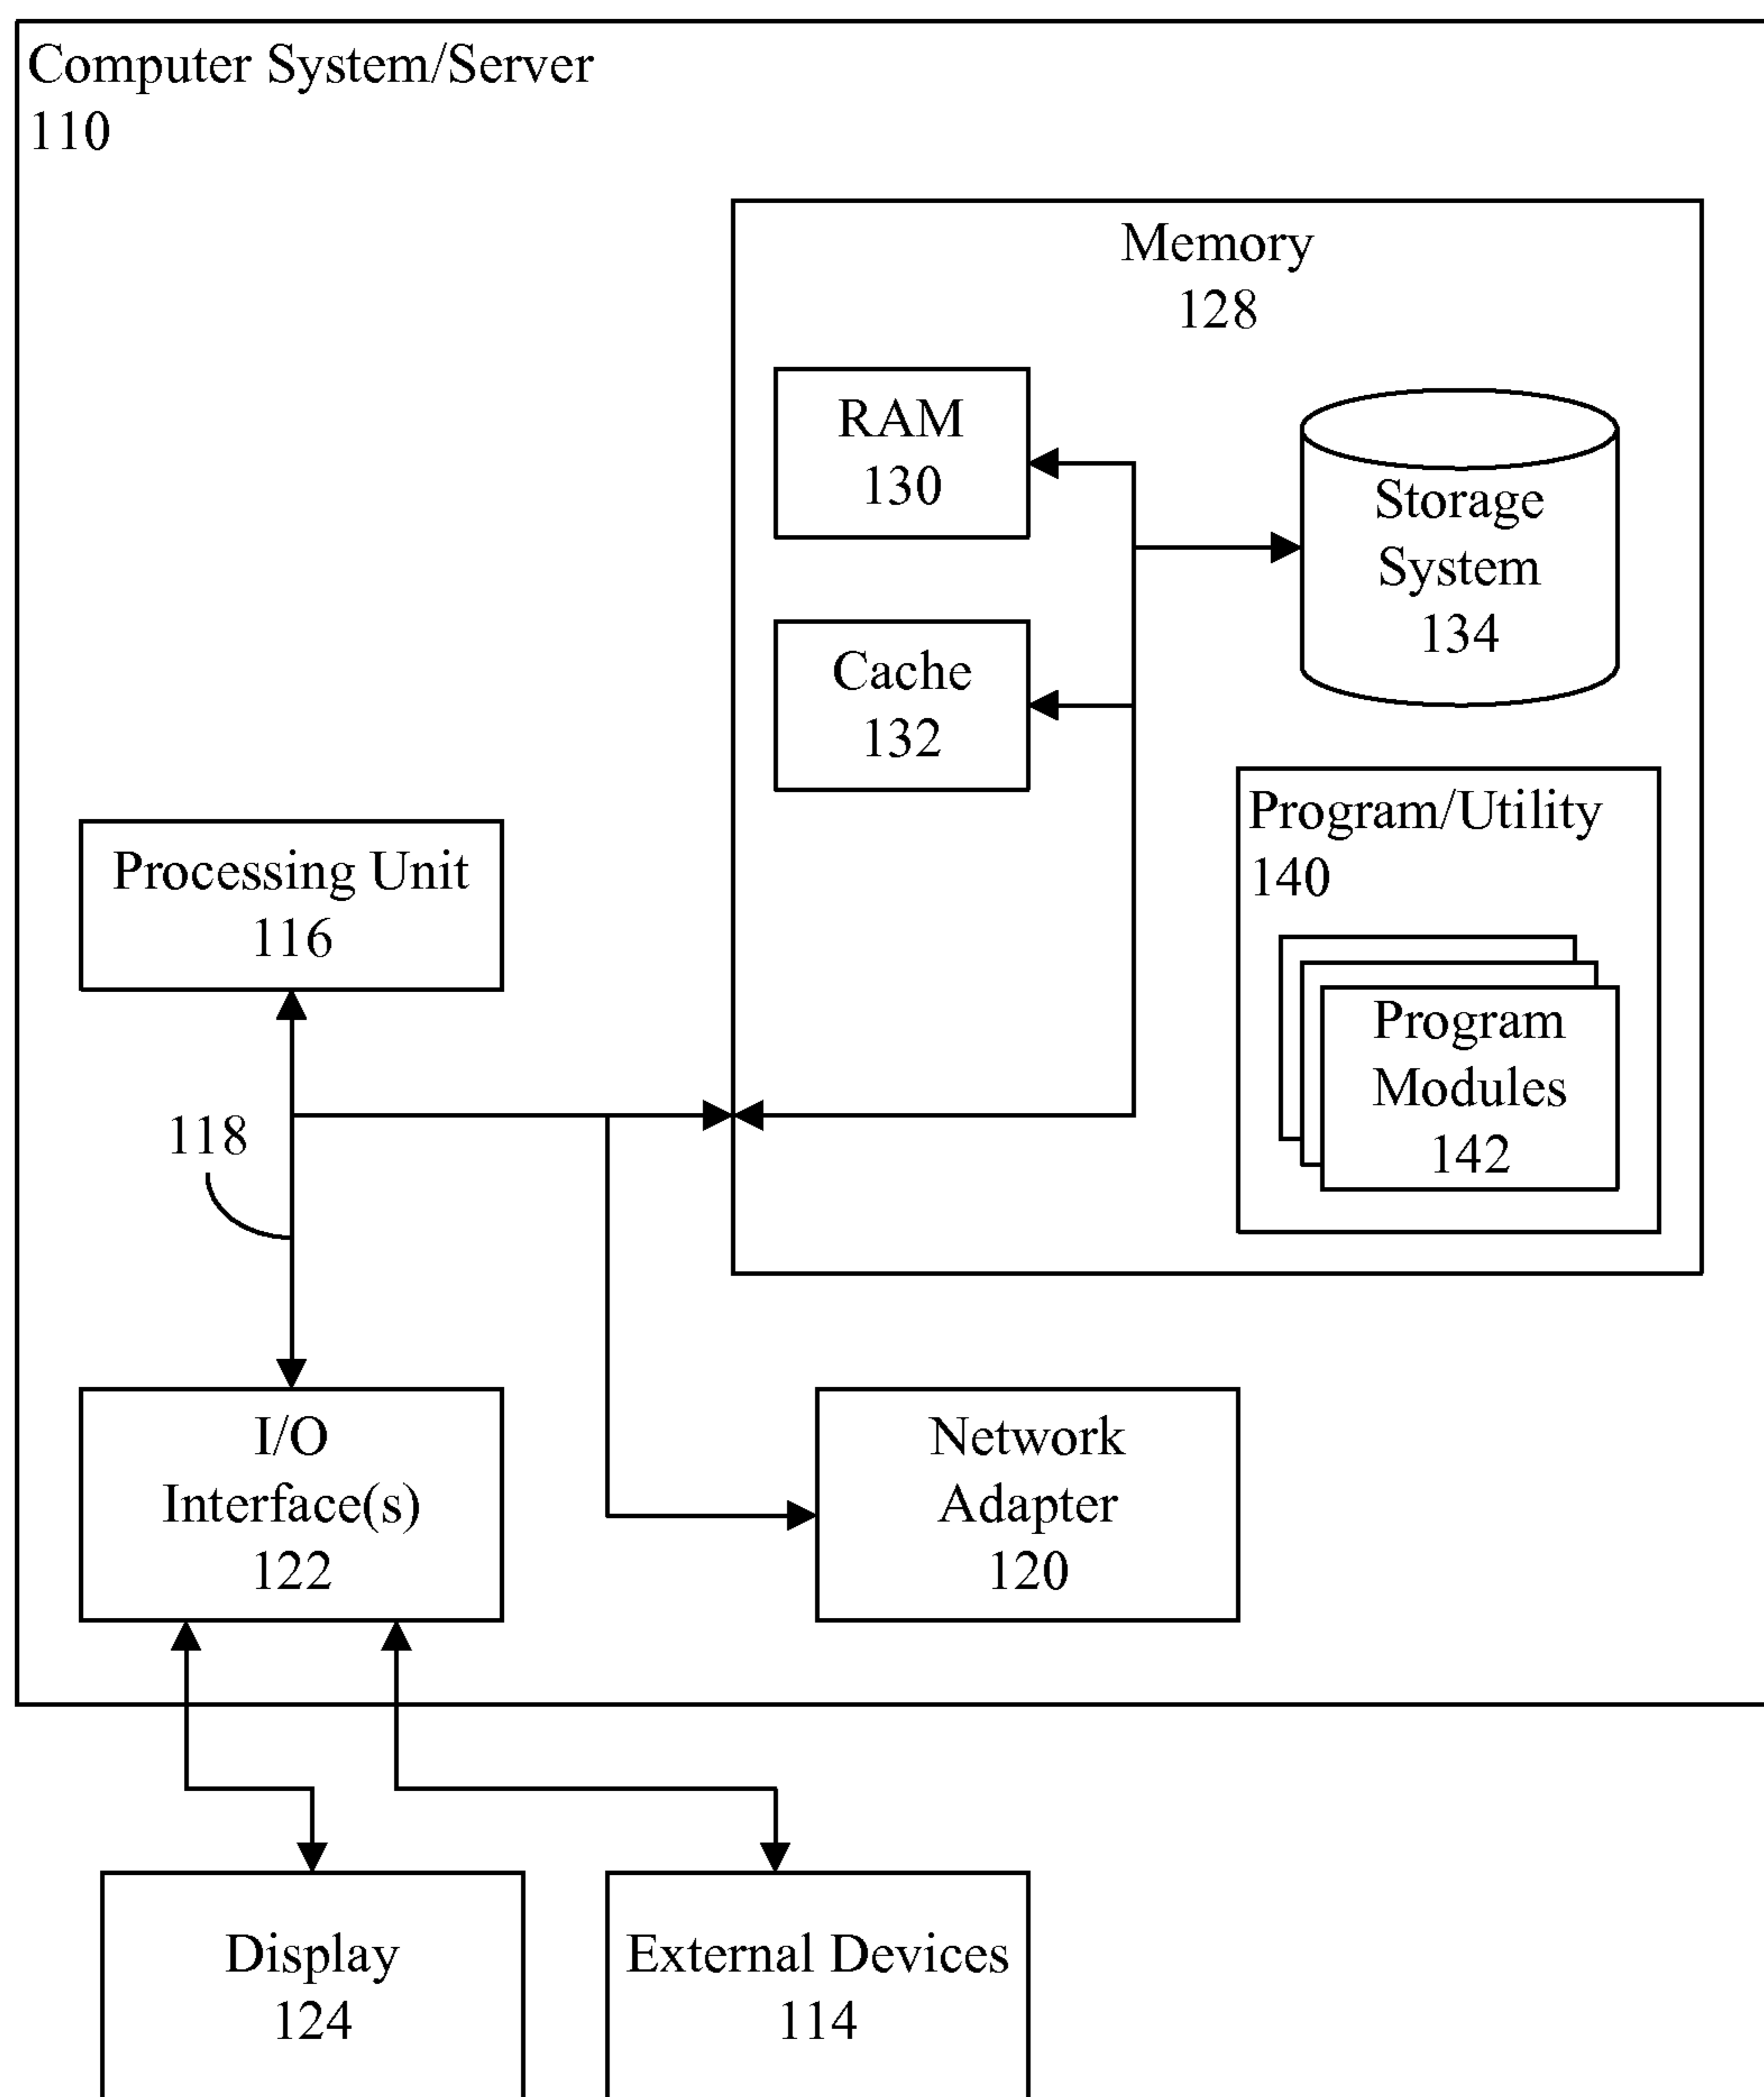 Computer System/Server
110
Memory
128
RAM
130
Storage
System
134
Cache
132
Program/Utility
140
Processing Unit
116
Program
Modules
142
118
I/O
Interface(s)
122
Network
Adapter
120
Display
124
External Devices
114